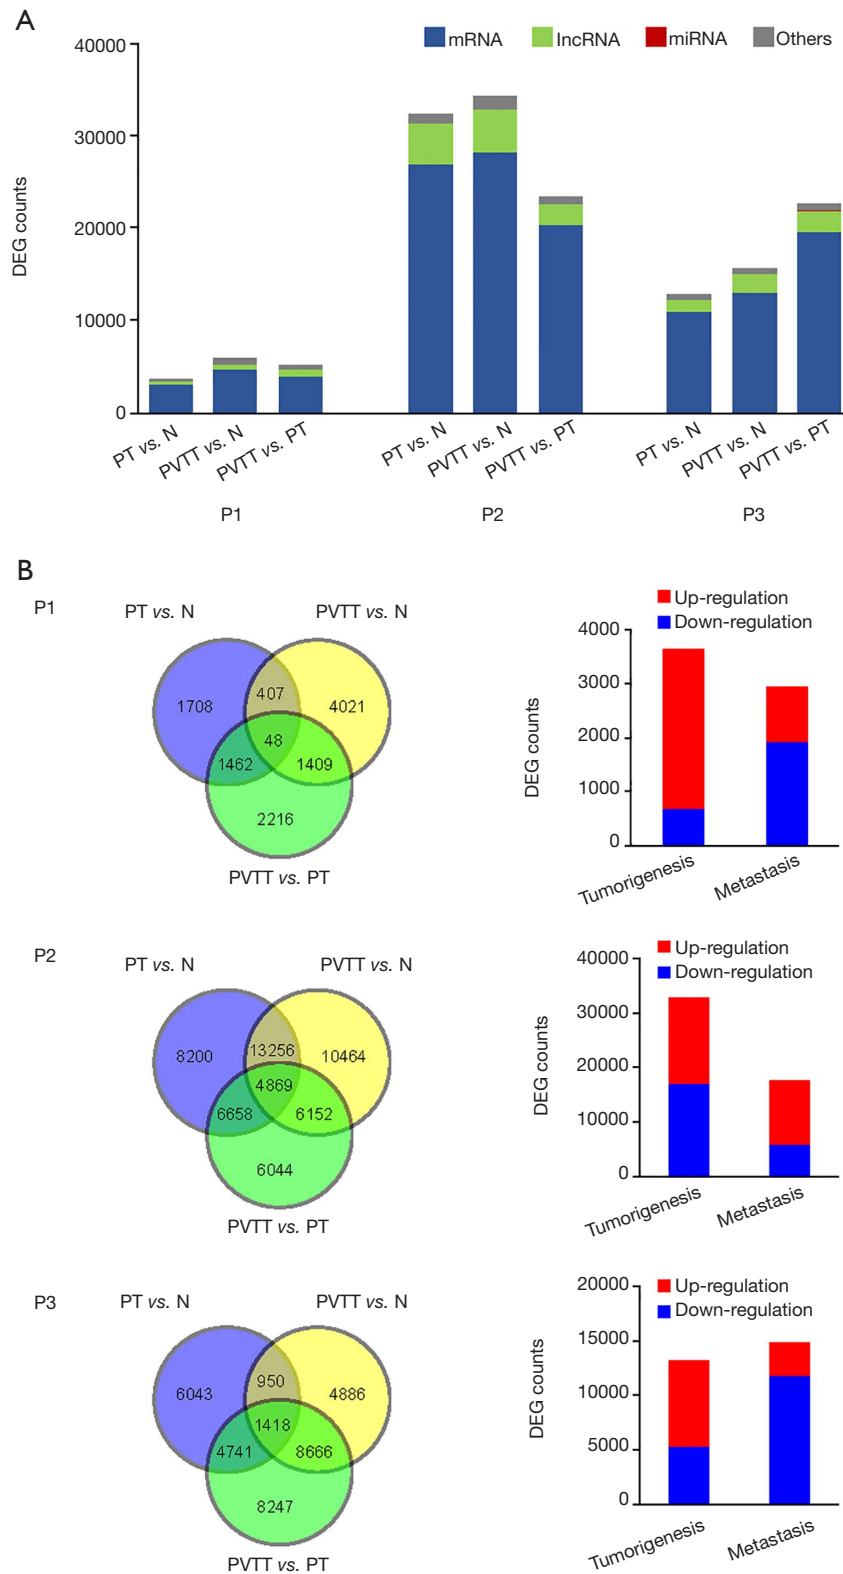 A
mRNA lncRNA miRNA Others
DEG counts
40000
30000
20000
10000
0
PT vs. N PVTT vs. N PVTT vs. PT PT vs. N PVTT vs. N PVTT vs. PT PT vs. N PVTT vs. N PVTT vs. PT
P1 P2 P3
B
P1
PT vs. N PVTT vs. N
1708 407 4021
48
1462 1409
2216
PVTT vs. PT
Up-regulation
Down-regulation
DEG counts
4000
3000
2000
1000
0
Tumorigenesis Metastasis
P2
PT vs. N PVTT vs. N
8200 13256 10464
4869
6658 6152
6044
PVTT vs. PT
Up-regulation
Down-regulation
DEG counts
40000
30000
20000
10000
0
Tumorigenesis Metastasis
P3
PT vs. N PVTT vs. N
6043 950 4886
1418
4741 8666
8247
PVTT vs. PT
Up-regulation
Down-regulation
DEG counts
20000
15000
10000
5000
0
Tumorigenesis Metastasis